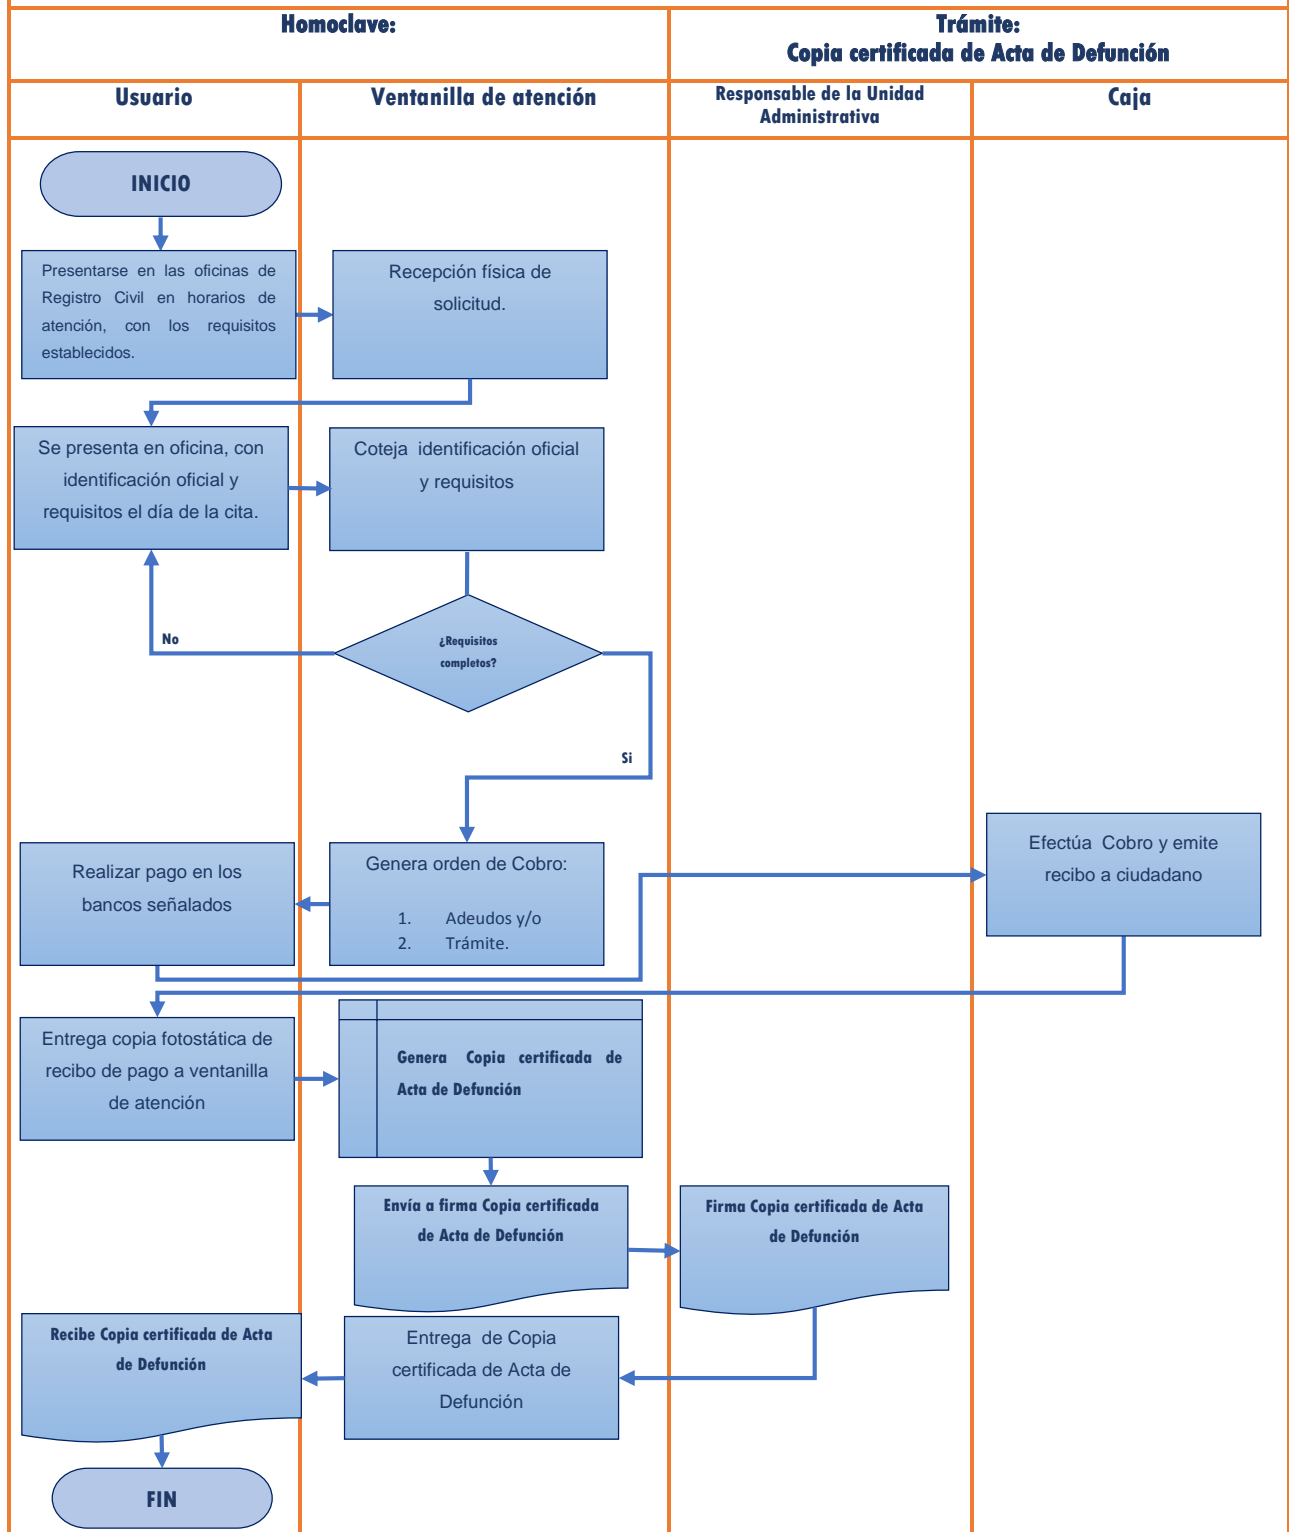 Homoclave:
Trámite:
Copia certificada de Acta de Defunción
Usuario
Ventanilla de atención
Responsable de la Unidad
Administrativa
Caja
INICIO
Presentarse en las oficinas de
Registro Civil en horarios de
atención, con los requisitos
establecidos.
Recepción física de
solicitud.
Se presenta en oficina, con
identificación oficial y
requisitos el día de la cita.
Coteja identificación oficial
y requisitos
¿Requisitos
completos?
No
Si
Efectúa Cobro y emite
recibo a ciudadano
Realizar pago en los
bancos señalados
Genera orden de Cobro:
1. Adeudos y/o
2. Trámite.
Entrega copia fotostática de
recibo de pago a ventanilla
de atención
Genera Copia certificada de
Acta de Defunción
Envía a firma Copia certificada
de Acta de Defunción
Firma Copia certificada de Acta
de Defunción
Recibe Copia certificada de Acta
de Defunción
Entrega de Copia
certificada de Acta de
Defunción
FIN